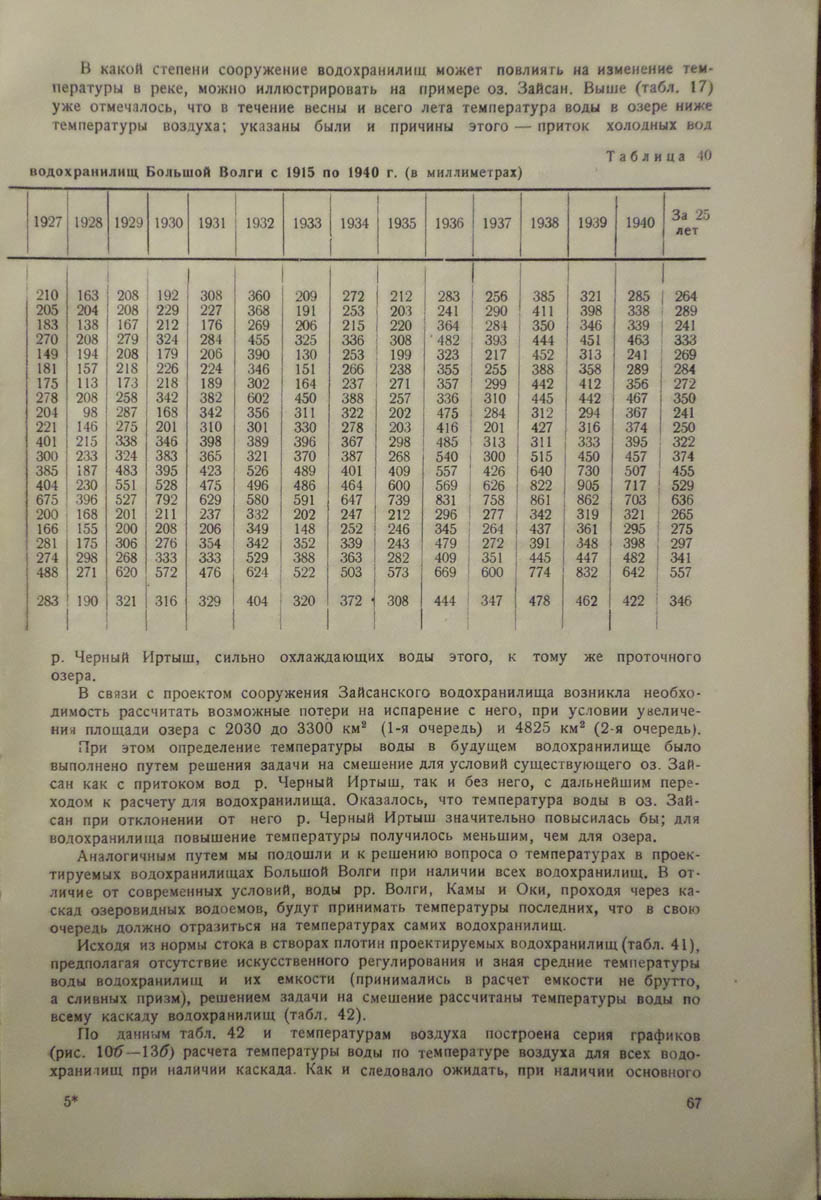 В какой степени сооружение водохранилищ может повлиять на изменение тем-
пературы в реке, можно иллюстрировать на примере оз. Зайсан. Выше (табл. 17)
уже отмечалось, что в течение весны и всего лета температура воды в озере ниже
температуры воздуха; указаны были и причины этого — приток холодных вод
Таблица 40
водохранилищ Большой Волги с 1915 по 1940 г. (в миллиметрах)
1927 1928 1929 1930 1931 1932 1933 1934 1935 1936 1937 1938 1939 1940 За 25 лет
210 163 208 192 308 360 209 272 212 283 256 385 321 285 264
205 204 208 229 227 368 191 253 203 241 290 411 398 338 289
183 138 167 212 176 269 206 215 220 364 284 350 346 339 241
270 208 279 324 284 455 325 336 308 482 393 444 451 463 333
149 194 208 179 206 390 130 253 199 323 217 452 313 241 269
181 157 218 226 224 346 151 266 238 355 255 388 358 289 284
175 113 173 218 189 302 164 237 271 357 299 442 412 356 272
278 208 258 342 382 602 450 388 257 336 310 445 442 467 350
204 98 287 168 342 356 311 322 202 475 284 312 294 367 241
221 146 275 201 310 301 330 278 203 416 201 427 316 374 250
401 215 338 346 398 389 396 367 298 485 313 311 333 395 322
300 233 324 383 365 321 370 387 268 540 300 515 450 457 374
385 187 483 395 423 526 489 401 409 557 426 640 730 507 455
404 230 551 528 475 496 486 464 600 569 626 822 905 717 529
675 396 527 792 629 580 591 647 739 831 758 861 862 703 636
200 168 201 211 237 332 202 247 212 296 277 342 319 321 265
166 155 200 208 206 349 148 252 246 345 264 437 361 295 275
281 175 306 276 354 342 352 339 243 479 272 391 348 398 297
274 298 268 333 333 529 388 363 282 409 351 445 447 482 341
488 271 620 572 476 624 522 503 573 669 600 774 832 642 557
283 190 321 316 329 404 320 372 308 444 347 478 462 422 346
р. Черный Иртыш, сильно охлаждающих воды этого, к тому же проточного
озера.
В связи с проектом сооружения Зайсанского водохранилища возникла необхо-
димость рассчитать возможные потери на испарение с него, при условии увеличе-
ния площади озера с 2030 до 3300 км² (1-я очередь) и 4825 км² (2-я очередь).
При этом определение температуры воды в будущем водохранилище было
выполнено путем решения задачи на смешение для условий существующего оз. Зай-
сан как с притоком вод р. Черный Иртыш, так и без него, с дальнейшим пере-
ходом к расчету для водохранилища. Оказалось, что температура воды в оз. Зай-
сан при отклонении от него р. Черный Иртыш значительно повысилась бы; для
водохранилища повышение температуры получилось меньшим, чем для озера.
Аналогичным путем мы подошли и к решению вопроса о температурах в проек-
тируемых водохранилищах Большой Волги при наличии всех водохранилищ. В от-
личие от современных условий, воды рр. Волги, Камы и Оки, проходя через ка-
скад озеровидных водоемов, будут принимать температуры последних, что в свою
очередь должно отразиться на температурах самих водохранилищ.
Исходя из нормы стока в створах плотин проектируемых водохранилищ (табл. 41),
предполагая отсутствие искусственного регулирования и зная средние температуры
воды водохранилищ и их емкости (принимались в расчет емкости не брутто,
а сливных призм), решением задачи на смешение рассчитаны температуры воды по
всему каскаду водохранилищ (табл. 42).
По данным табл. 42 и температурам воздуха построена серия графиков
(рис. 10б—13б) расчета температуры воды по температуре воздуха для всех водо-
хранилищ при наличии каскада. Как и следовало ожидать, при наличии основного
5*
67